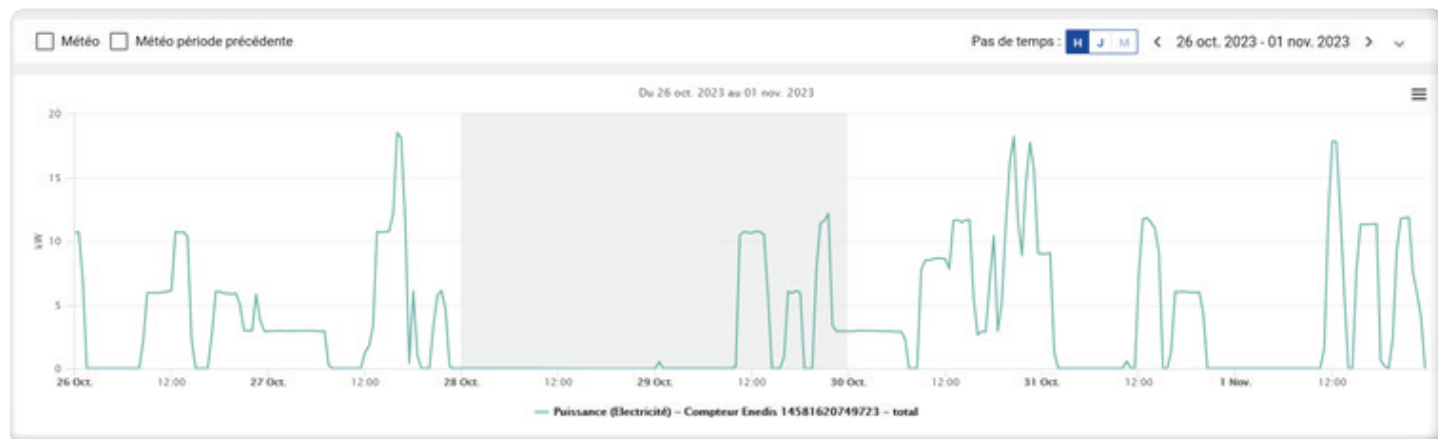 Météo Météo période précédente Pas de temps : H J M < 26 oct. 2023 - 01 nov. 2023 >
Du 26 oct. 2023 au 01 nov. 2023
20
15
10
5
0
kW
26 Oct. 12:00 27 Oct. 12:00 28 Oct. 12:00 29 Oct. 12:00 30 Oct. 12:00 31 Oct. 12:00 1 Nov. 12:00
Puissance (Electricité) – Compteur Enedis 14581620749723 – total